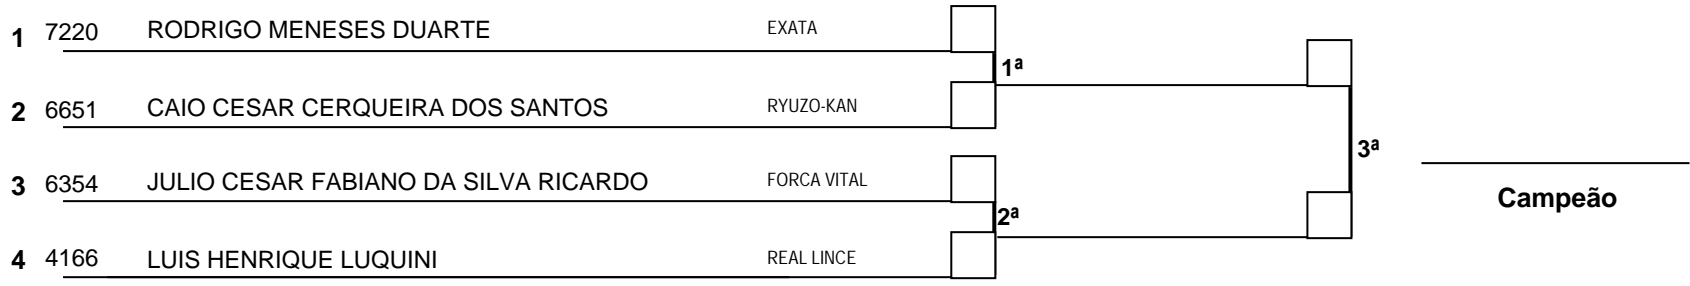 1 7220 RODRIGO MENESES DUARTE EXATA
1ª
2 6651 CAIO CESAR CERQUEIRA DOS SANTOS RYUZO-KAN
3ª
3 6354 JULIO CESAR FABIANO DA SILVA RICARDO FORCA VITAL
Campeão
2ª
4 4166 LUIS HENRIQUE LUQUINI REAL LINCE